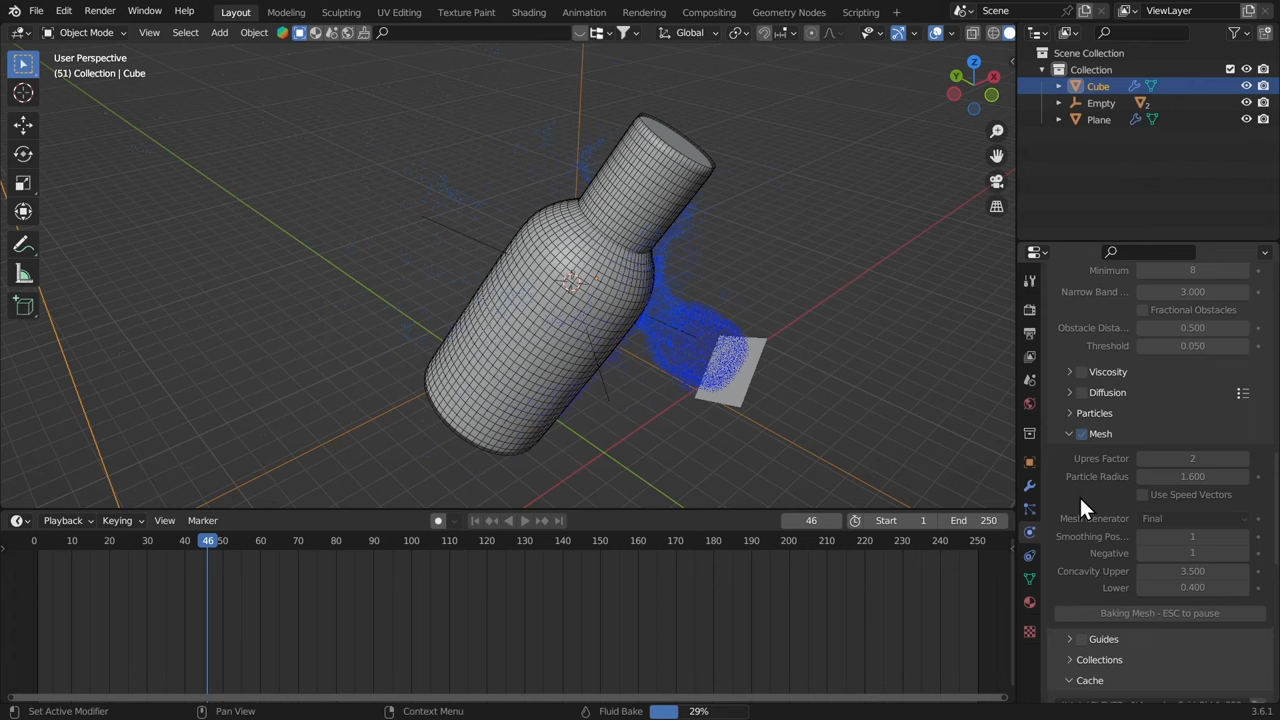 File Edit Render Window Help Layout Modeling Sculpting UV Editing Texture Paint Shading Animation Rendering Compositing Geometry Nodes Scripting + Scene ViewLayer
Object Mode View Select Add Object Global
User Perspective
(51) Collection | Cube
Z
Y
X
Scene Collection
Collection
Cube
Empty 2
Plane
Minimum 8
Narrow Band ... 3.000
Fractional Obstacles
Obstacle Dista... 0.500
Threshold 0.050
Viscosity
Diffusion
Particles
Mesh
Upres Factor 2
Particle Radius 1.600
Use Speed Vectors
Mesh Generator Final
Smoothing Pos... 1
Negative 1
Concavity Upper 3.500
Lower 0.400
Baking Mesh - ESC to pause
Guides
Collections
Cache
Playback Keying View Marker 46 Start 1 End 250
0 10 20 30 40 46 50 60 70 80 90 100 110 120 130 140 150 160 170 180 190 200 210 220 230 240 250
Set Active Modifier Pan View Context Menu Fluid Bake 29% 3.6.1